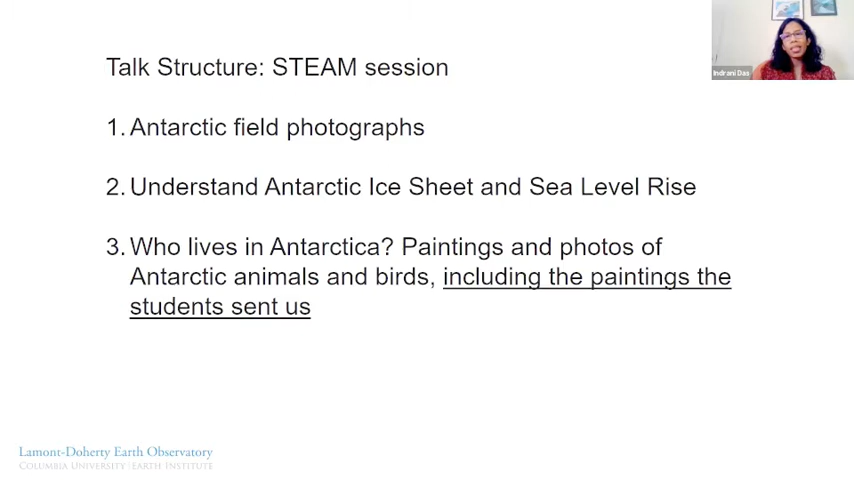 Talk Structure: STEAM session
1. Antarctic field photographs
2. Understand Antarctic Ice Sheet and Sea Level Rise
3. Who lives in Antarctica? Paintings and photos of
Antarctic animals and birds, including the paintings the
students sent us
Indrani Das
Lamont-Doherty Earth Observatory
COLUMBIA UNIVERSITY | EARTH INSTITUTE